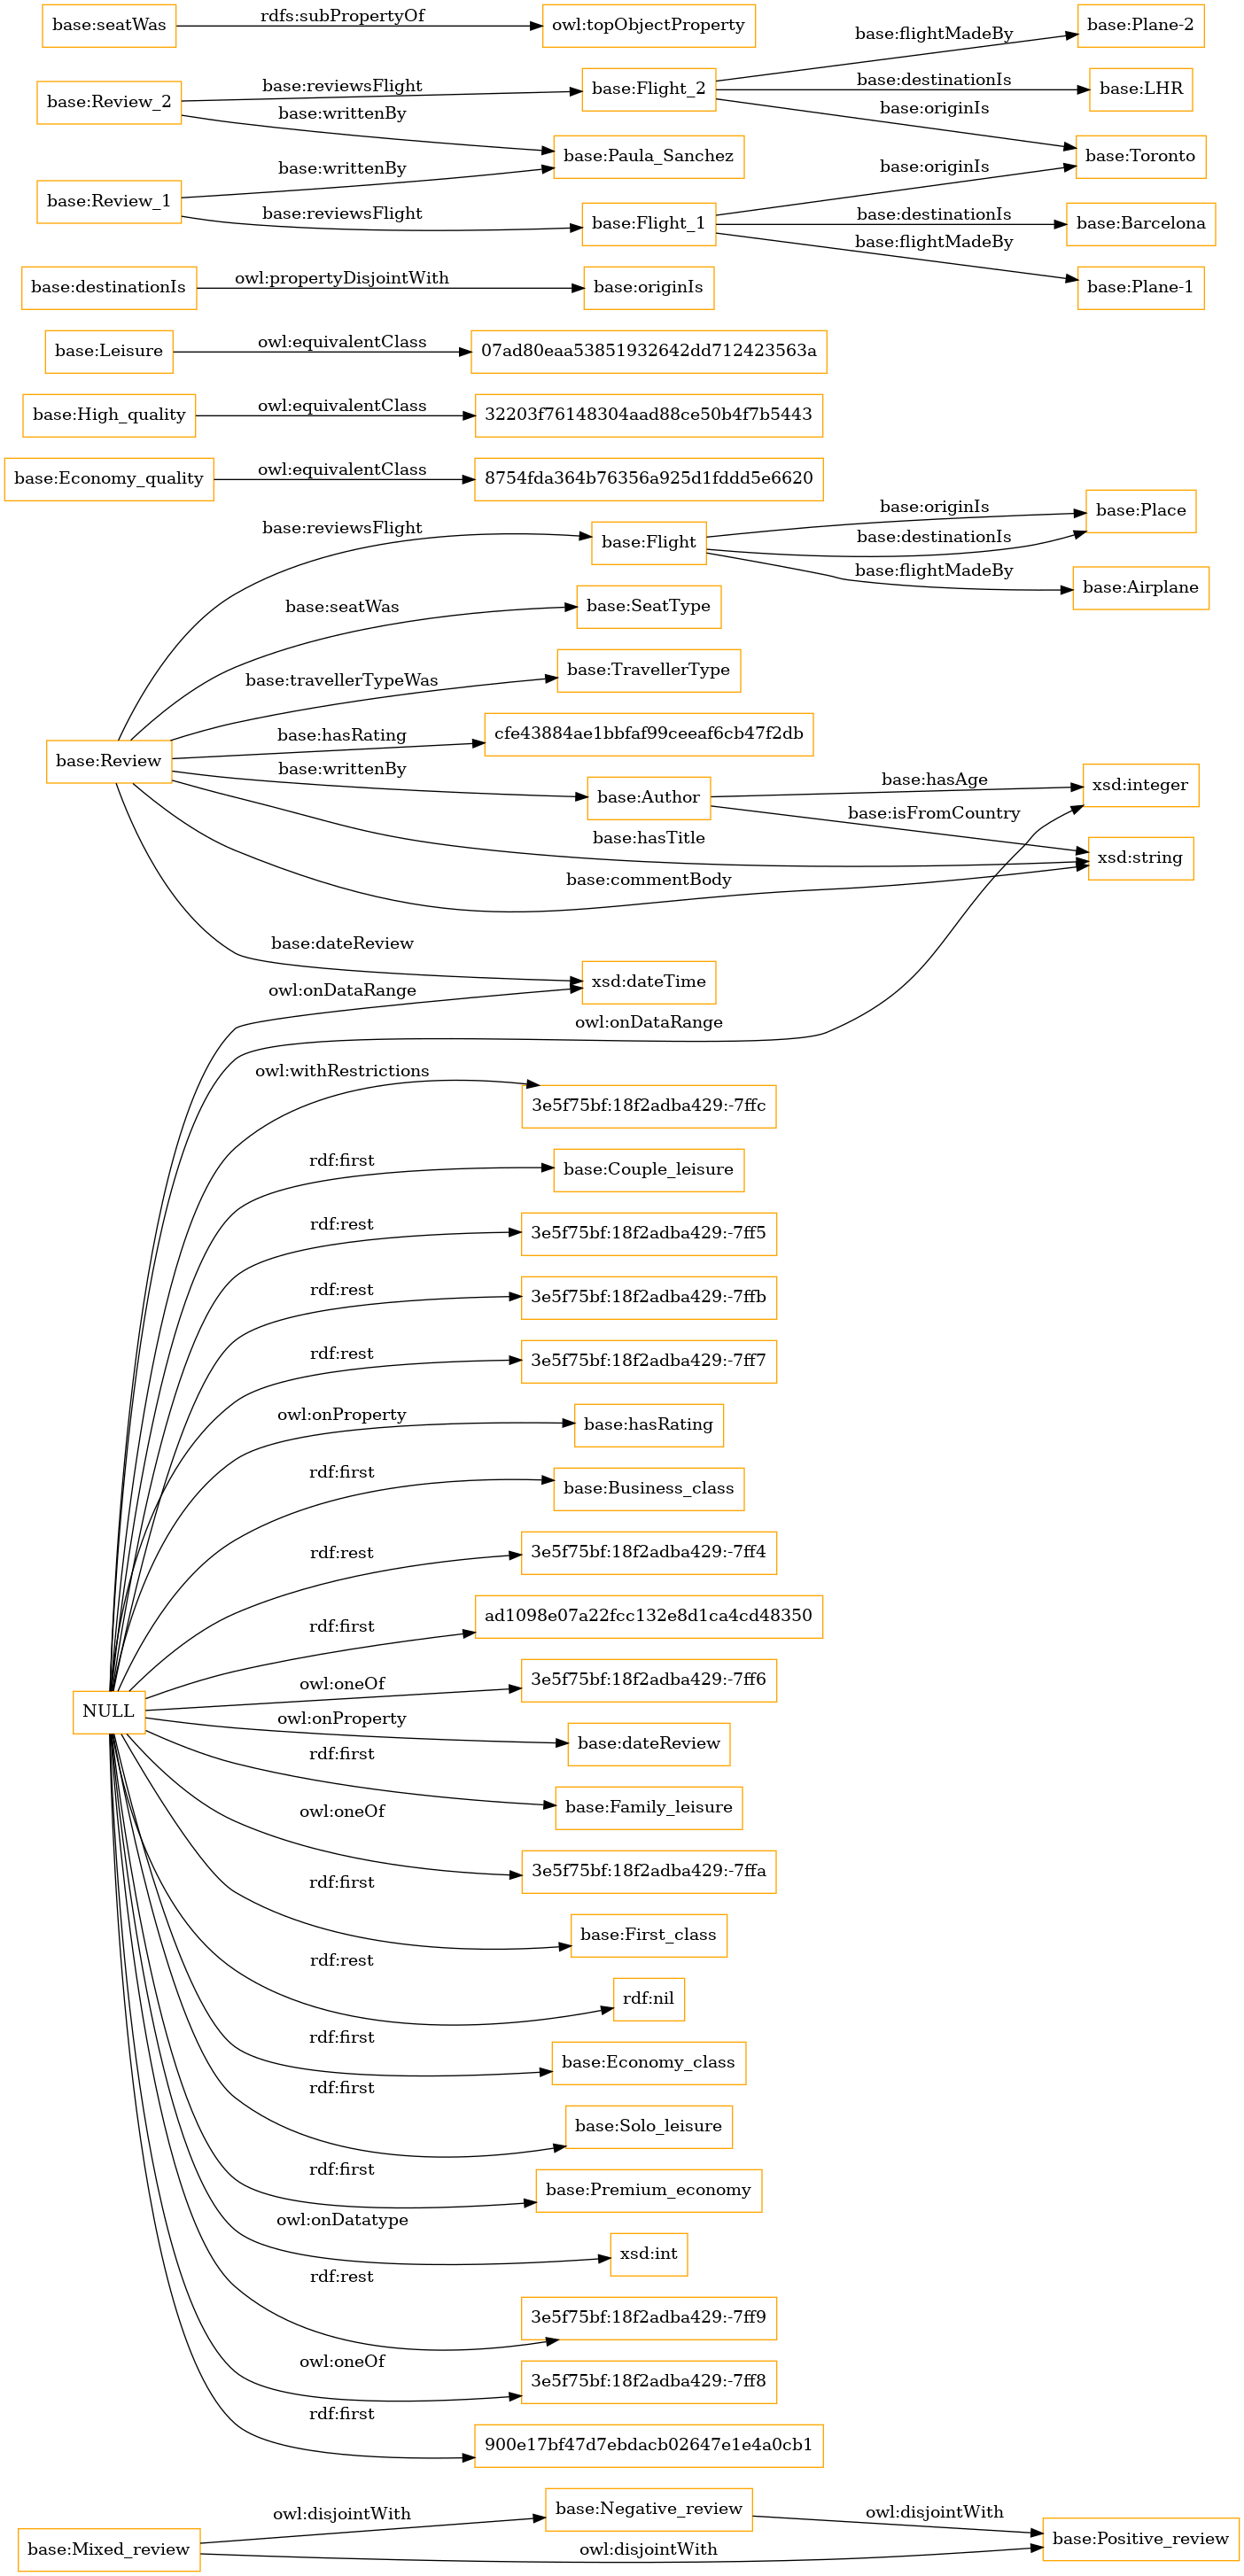 base:seatWas
rdfs:subPropertyOf
owl:topObjectProperty
base:Review_2
base:reviewsFlight
base:writtenBy
base:Flight_2
base:flightMadeBy
base:destinationIs
base:originIs
base:Plane-2
base:LHR
base:Toronto
base:Paula_Sanchez
base:Review_1
base:writtenBy
base:reviewsFlight
base:Flight_1
base:originIs
base:destinationIs
base:flightMadeBy
base:Barcelona
base:Plane-1
base:destinationIs
owl:propertyDisjointWith
base:originIs
base:Leisure
owl:equivalentClass
07ad80eaa53851932642dd712423563a
base:High_quality
owl:equivalentClass
32203f76148304aad88ce50b4f7b5443
base:Economy_quality
owl:equivalentClass
8754fda364b76356a925d1fddd5e6620
base:Review
base:reviewsFlight
base:Flight
base:originIs
base:destinationIs
base:flightMadeBy
base:Place
base:Airplane
base:seatWas
base:SeatType
base:travellerTypeWas
base:TravellerType
base:hasRating
cfe43884ae1bbfaf99ceeaf6cb47f2db
base:writtenBy
base:Author
base:hasAge
base:isFromCountry
xsd:integer
xsd:string
base:hasTitle
base:commentBody
base:dateReview
xsd:dateTime
NULL
owl:onDataRange
owl:onDataRange
owl:withRestrictions
3e5f75bf:18f2adba429:-7ffc
rdf:first
base:Couple_leisure
rdf:rest
3e5f75bf:18f2adba429:-7ff5
rdf:rest
3e5f75bf:18f2adba429:-7ffb
rdf:rest
3e5f75bf:18f2adba429:-7ff7
owl:onProperty
base:hasRating
rdf:first
base:Business_class
rdf:rest
3e5f75bf:18f2adba429:-7ff4
rdf:first
ad1098e07a22fcc132e8d1ca4cd48350
owl:oneOf
3e5f75bf:18f2adba429:-7ff6
owl:onProperty
base:dateReview
rdf:first
base:Family_leisure
owl:oneOf
3e5f75bf:18f2adba429:-7ffa
rdf:first
base:First_class
rdf:rest
rdf:nil
rdf:first
base:Economy_class
rdf:first
base:Solo_leisure
rdf:first
base:Premium_economy
owl:onDatatype
xsd:int
rdf:rest
3e5f75bf:18f2adba429:-7ff9
owl:oneOf
3e5f75bf:18f2adba429:-7ff8
rdf:first
900e17bf47d7ebdacb02647e1e4a0cb1
base:Mixed_review
owl:disjointWith
base:Negative_review
owl:disjointWith
owl:disjointWith
base:Positive_review